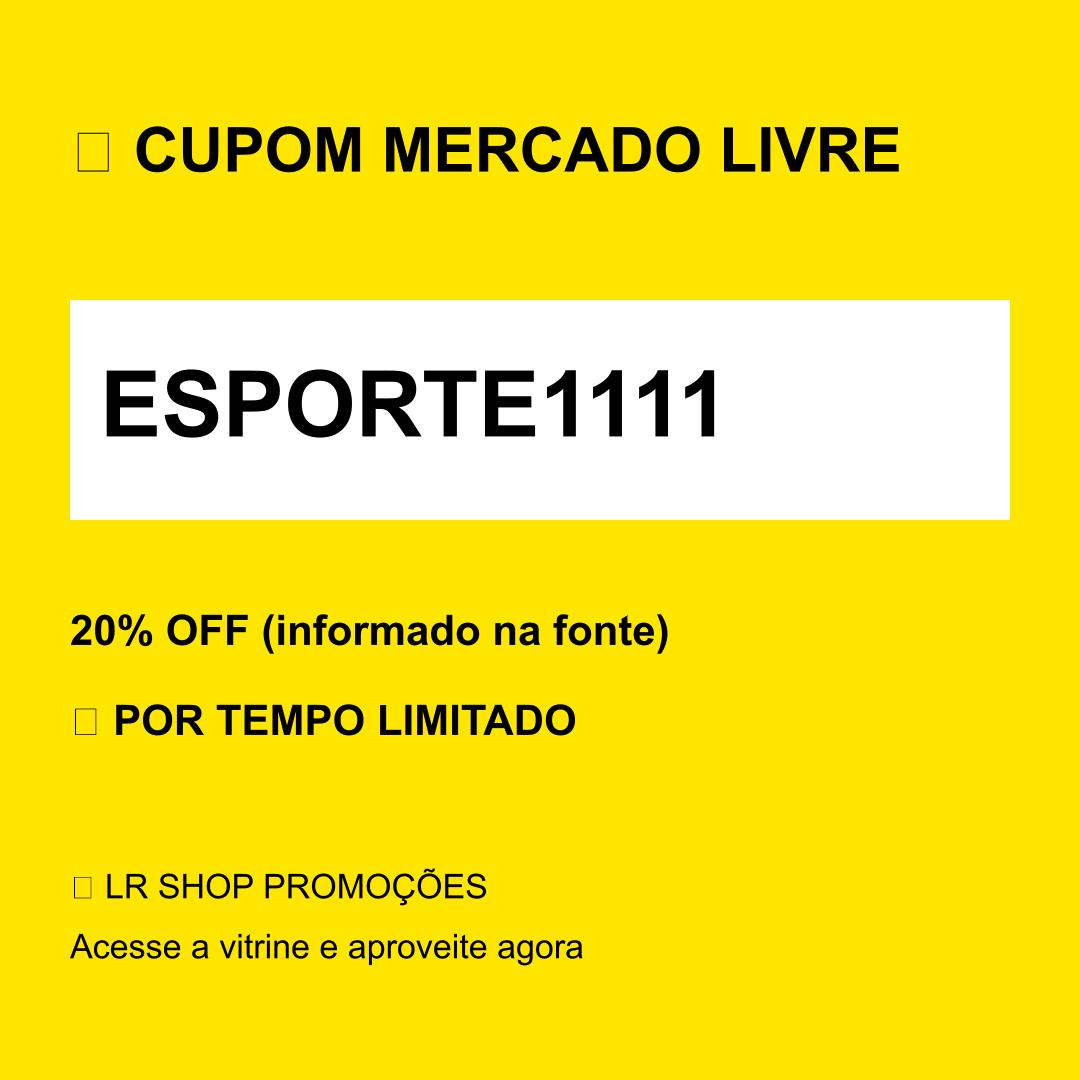 □ CUPOM MERCADO LIVRE
ESPORTE1111
20% OFF (informado na fonte)
□ POR TEMPO LIMITADO
□ LR SHOP PROMOÇÕES
Acesse a vitrine e aproveite agora